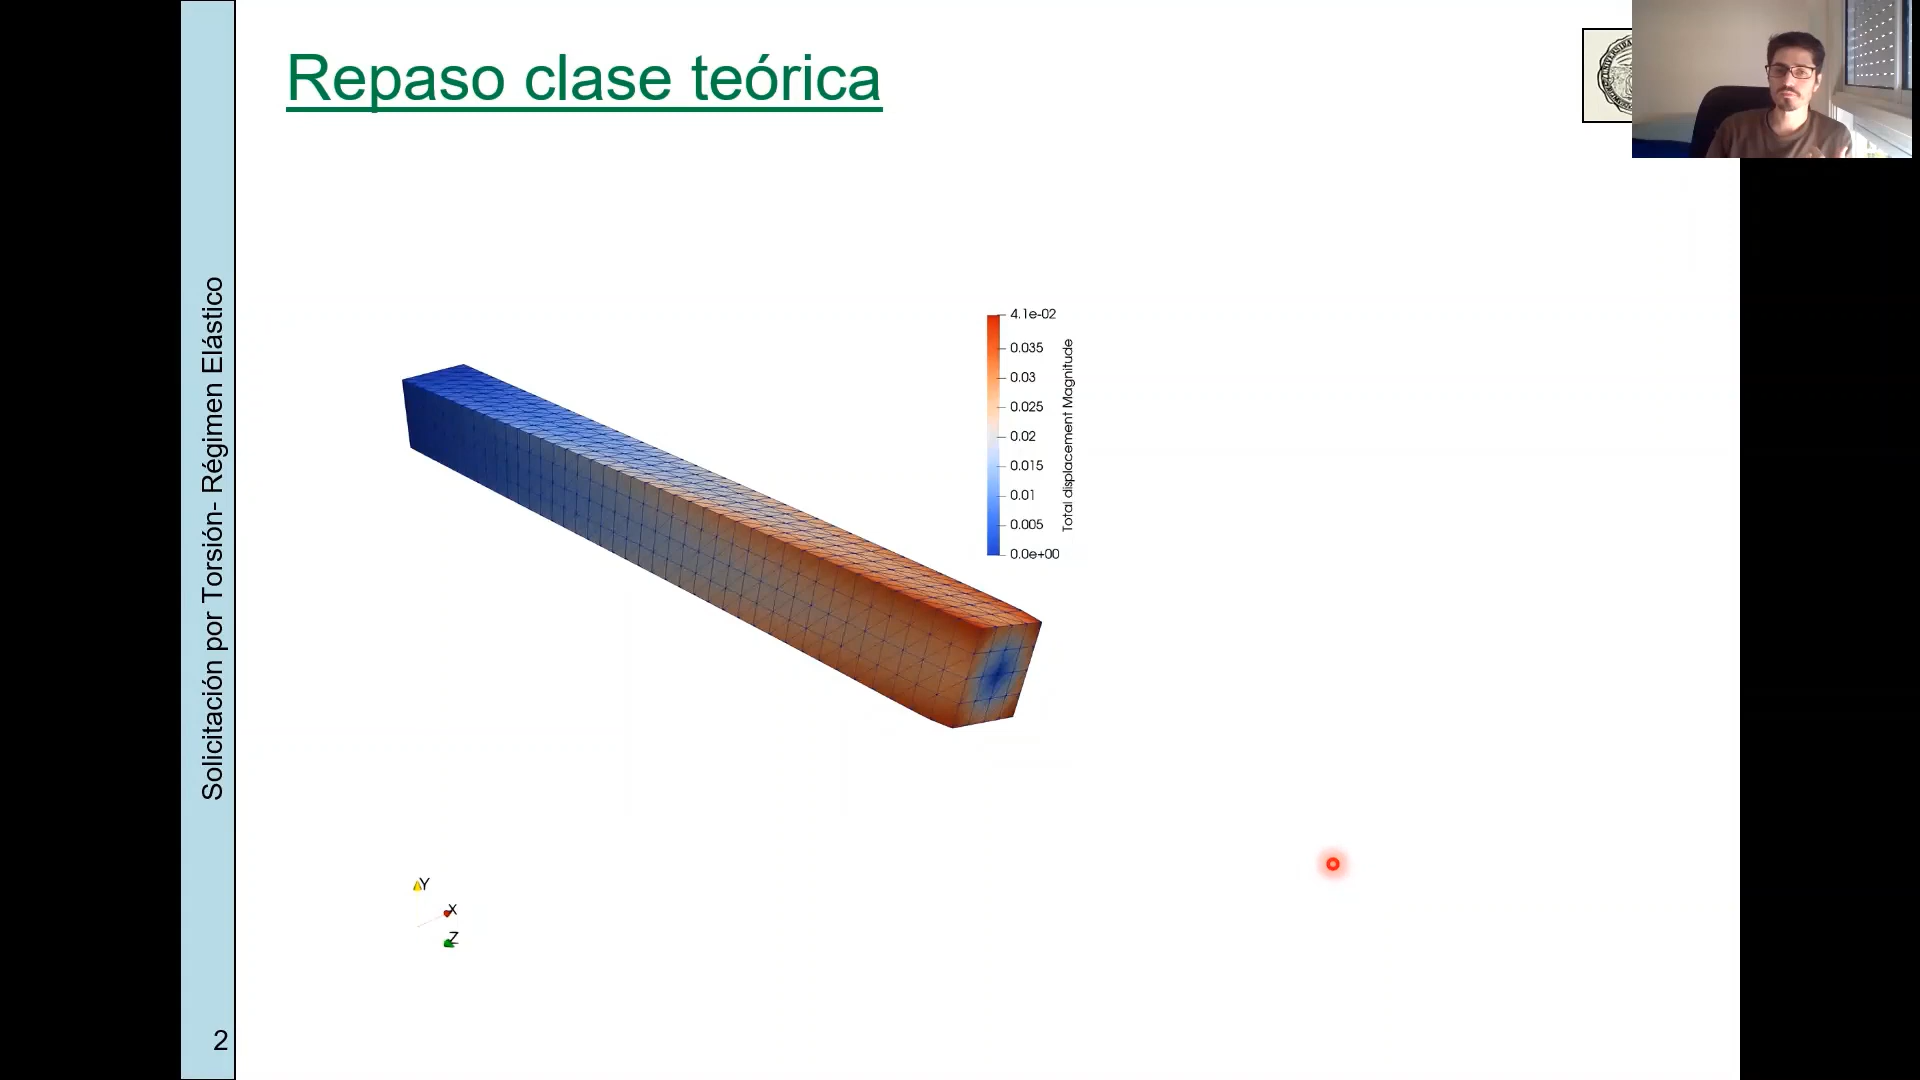 Repaso clase teórica
Solicitación por Torsión- Régimen Elástico
4.1e-02
0.035
0.03
0.025
0.02
0.015
0.01
0.005
0.0e+00
Total displacement Magnitude
Y
X
Z
2